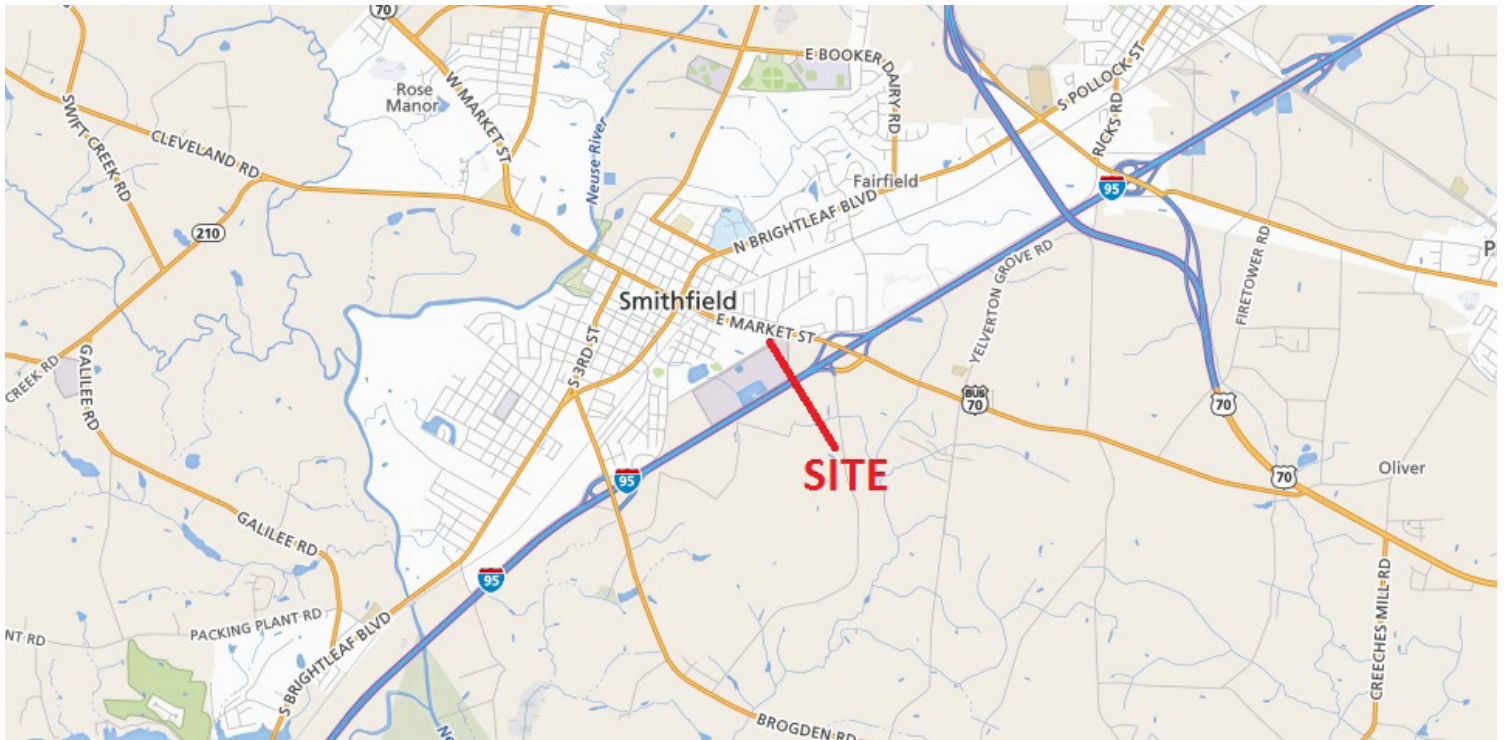 70
W MARKET ST
Rose
Manor
SWIFT CREEK RD
CLEVELAND RD
210
Neuse River
E BOOKER DAIRY RD
S POLLOCK ST
RICKS RD
Fairfield
95
N BRIGHTLEAF BLVD
YELVERTON GROVE RD
FIRETOWER RD
P
Smithfield
E MARKET ST
S 3RD ST
CREEK RD
GALILEE RD
BUS
70
70
SITE
95
70
Oliver
GALILEE RD
95
PACKING PLANT RD
NT RD
S BRIGHTLEAF BLVD
CREECHES MILL RD
BROGDEN RD
Ne